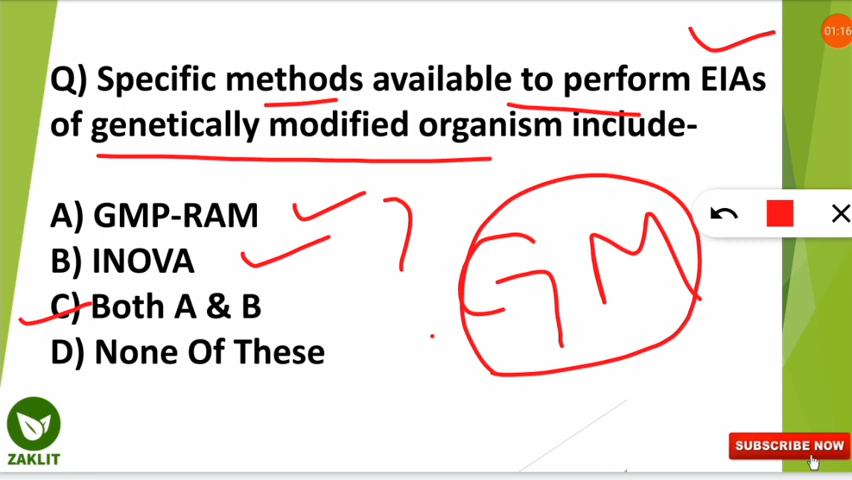 01:16
Q) Specific methods available to perform EIAs
of genetically modified organism include-
A) GMP-RAM
B) INOVA
C) Both A & B
D) None Of These
GM
ZAKLIT
SUBSCRIBE NOW